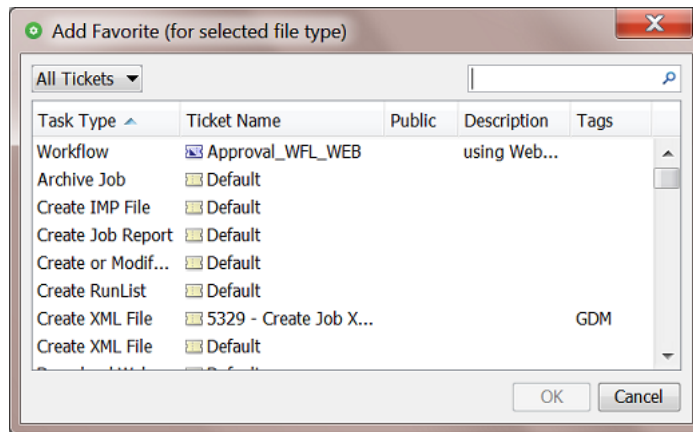 Add Favorite (for selected file type)
All Tickets
Task Type Ticket Name Public Description Tags
Workflow Approval_WFL_WEB using Web...
Archive Job Default
Create IMP File Default
Create Job Report Default
Create or Modif... Default
Create RunList Default
Create XML File 5329 - Create Job X... GDM
Create XML File Default
OK Cancel